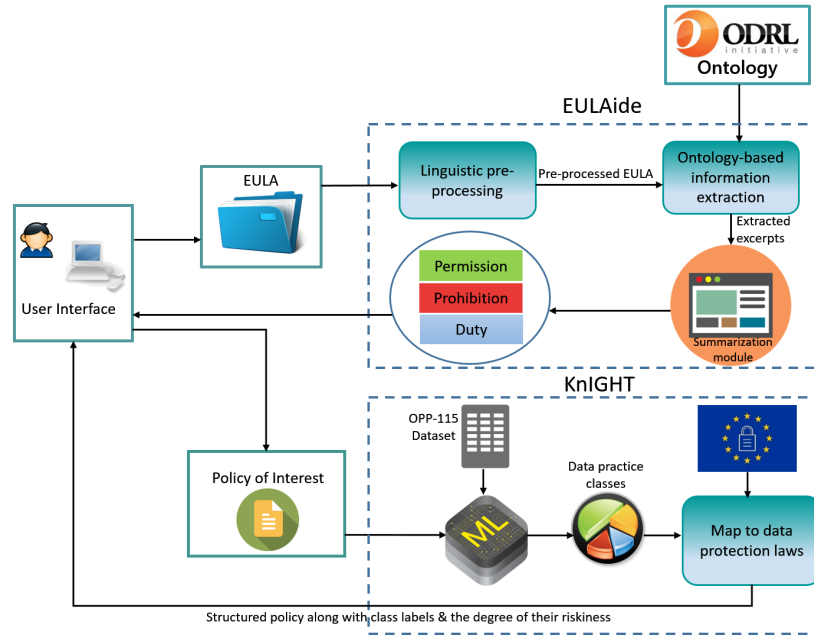 ODRL
initiative
Ontology
EULAide
EULA
Linguistic pre-
processing
Pre-processed EULA
Ontology-based
information
extraction
Extracted
excerpts
User Interface
Permission
Prohibition
Duty
Summarization
module
KnIGHT
OPP-115
Dataset
Policy of Interest
Data practice
classes
ML
Map to data
protection laws
Structured policy along with class labels & the degree of their riskiness